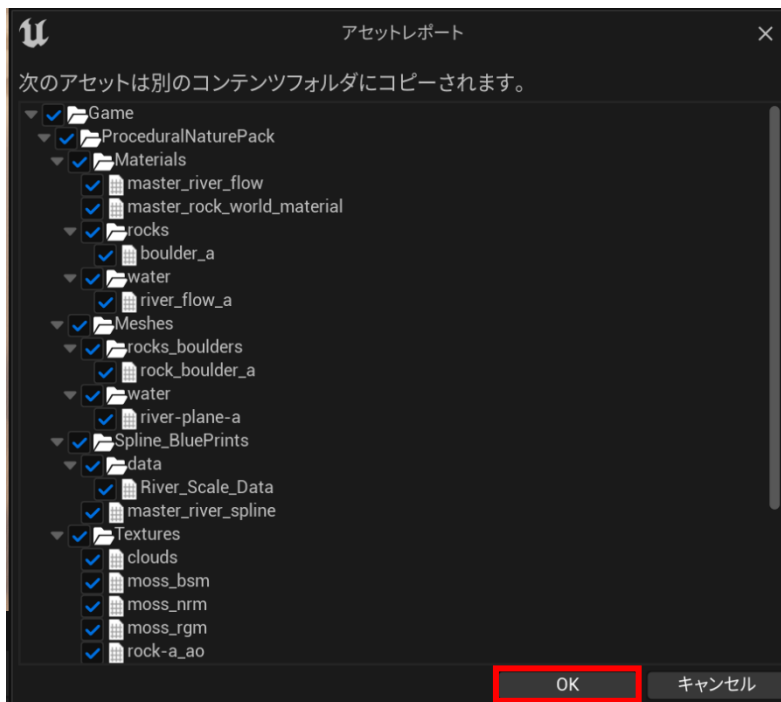 アセットレポート
次のアセットは別のコンテンツフォルダにコピーされます。
Game
ProceduralNaturePack
Materials
master_river_flow
master_rock_world_material
rocks
boulder_a
water
river_flow_a
Meshes
rocks_boulders
rock_boulder_a
water
river-plane-a
Spline_BluePrints
data
River_Scale_Data
master_river_spline
Textures
clouds
moss_bsm
moss_nrm
moss_rgm
rock-a_ao
OK キャンセル